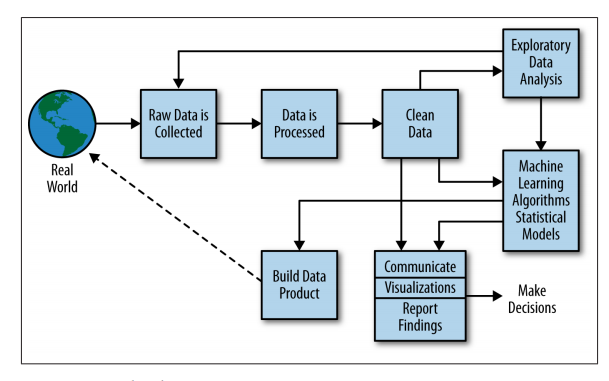 Exploratory
Data
Analysis
Raw Data is
Collected
Data is
Processed
Clean
Data
Real
World
Machine
Learning
Algorithms
Statistical
Models
Build Data
Product
Communicate
Visualizations
Report
Findings
Make
Decisions